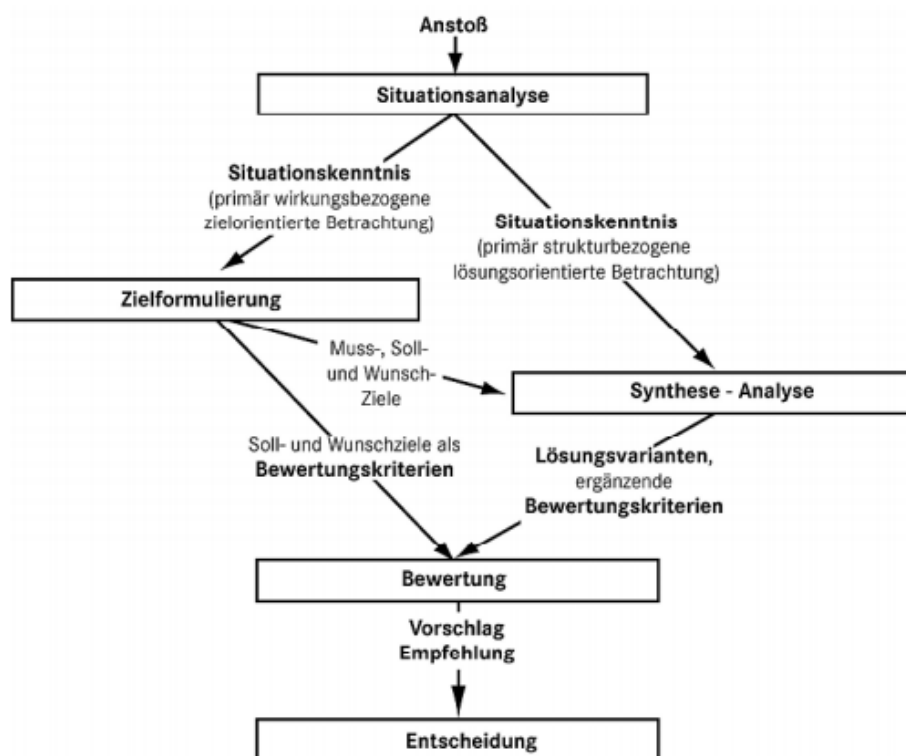 Anstoß
Situationsanalyse
Situationskenntnis
(primär wirkungsbezogene
zielorientierte Betrachtung)
Situationskenntnis
(primär strukturbezogene
lösungsorientierte Betrachtung)
Zielformulierung
Muss-, Soll-
und Wunsch-
Ziele
Synthese - Analyse
Soll- und Wunschziele als
Bewertungskriterien
Lösungsvarianten,
ergänzende
Bewertungskriterien
Bewertung
Vorschlag
Empfehlung
Entscheidung